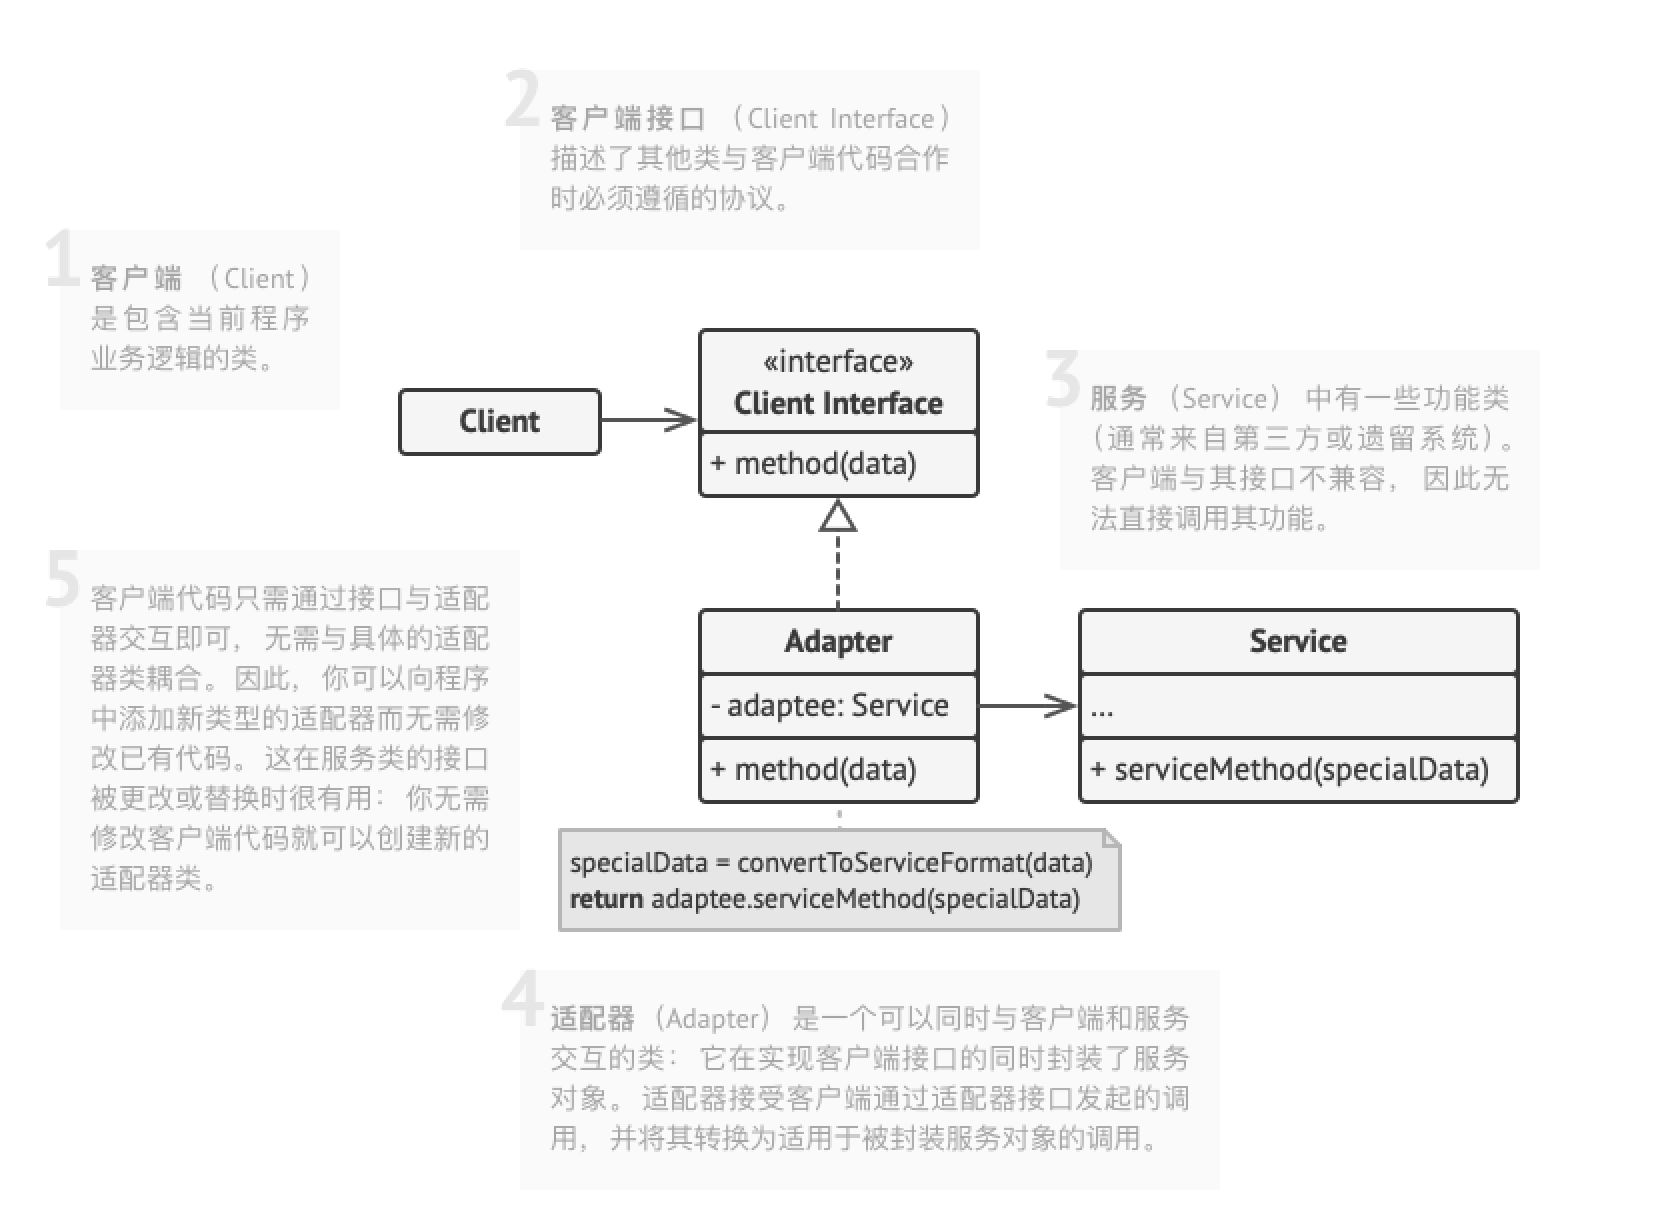 2
客户端接口 （Client Interface）
描述了其他类与客户端代码合作
时必须遵循的协议。
1
客户端 （Client）
是包含当前程序
业务逻辑的类。
«interface»
Client Interface
+ method(data)
Client
3
服务 （Service） 中有一些功能类
（通常来自第三方或遗留系统）。
客户端与其接口不兼容， 因此无
法直接调用其功能。
5
客户端代码只需通过接口与适配
器交互即可， 无需与具体的适配
器类耦合。 因此， 你可以向程序
中添加新类型的适配器而无需修
改已有代码。 这在服务类的接口
被更改或替换时很有用： 你无需
修改客户端代码就可以创建新的
适配器类。
Adapter
- adaptee: Service
+ method(data)
Service
...
+ serviceMethod(specialData)
specialData = convertToServiceFormat(data)
return adaptee.serviceMethod(specialData)
4
适配器 （Adapter） 是一个可以同时与客户端和服务
交互的类： 它在实现客户端接口的同时封装了服务
对象。 适配器接受客户端通过适配器接口发起的调
用， 并将其转换为适用于被封装服务对象的调用。